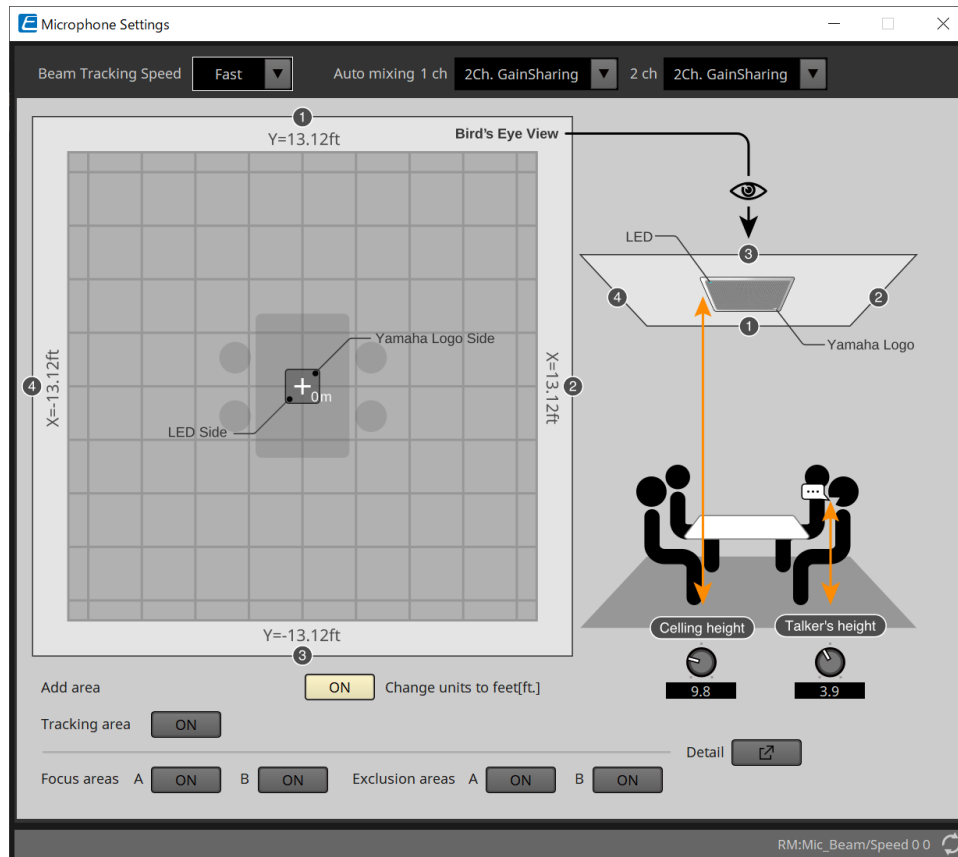 Microphone Settings
Beam Tracking Speed Fast Auto mixing 1 ch 2Ch. GainSharing 2 ch 2Ch. GainSharing
1
Y=13.12ft
Bird's Eye View
LED
3
4
2
1
Yamaha Logo
Yamaha Logo Side
4
X=-13.12ft
X=13.12ft
2
0m
LED Side
...
Y=-13.12ft
3
Celling height
Talker's height
9.8
3.9
Add area
ON Change units to feet[ft.]
Tracking area ON
Detail
Focus areas A ON B ON Exclusion areas A ON B ON
RM:Mic_Beam/Speed 0 0